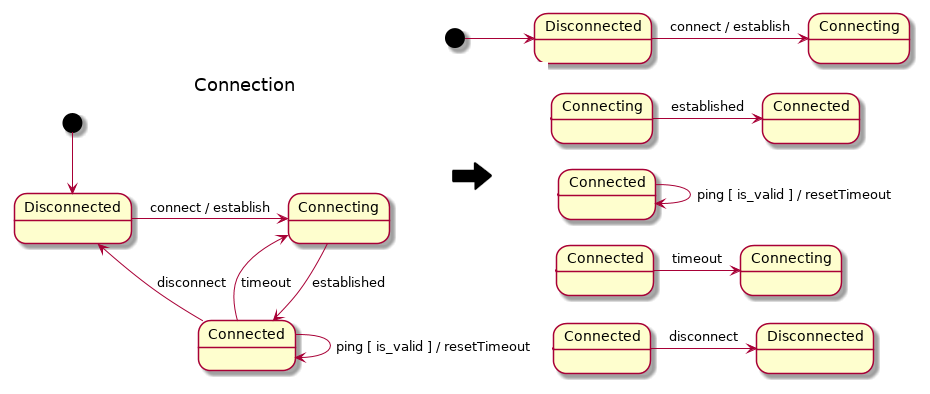 Connection
Disconnected
connect / establish
Connecting
disconnect
timeout
established
Connected
ping [ is_valid ] / resetTimeout
Disconnected
connect / establish
Connecting
Connecting
established
Connected
Connected
ping [ is_valid ] / resetTimeout
Connected
timeout
Connecting
Connected
disconnect
Disconnected